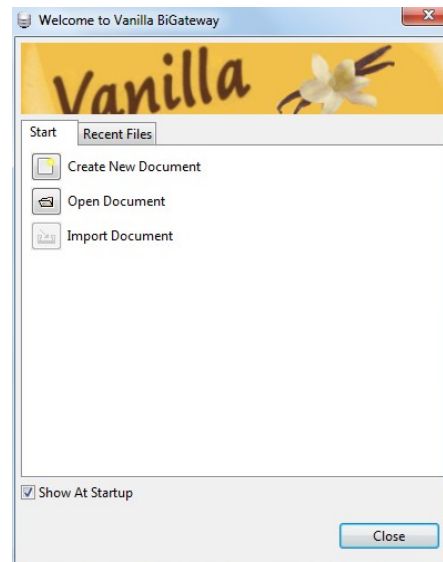 Welcome to Vanilla BiGateway
Vanilla
Start Recent Files
Create New Document
Open Document
Import Document
Show At Startup
Close